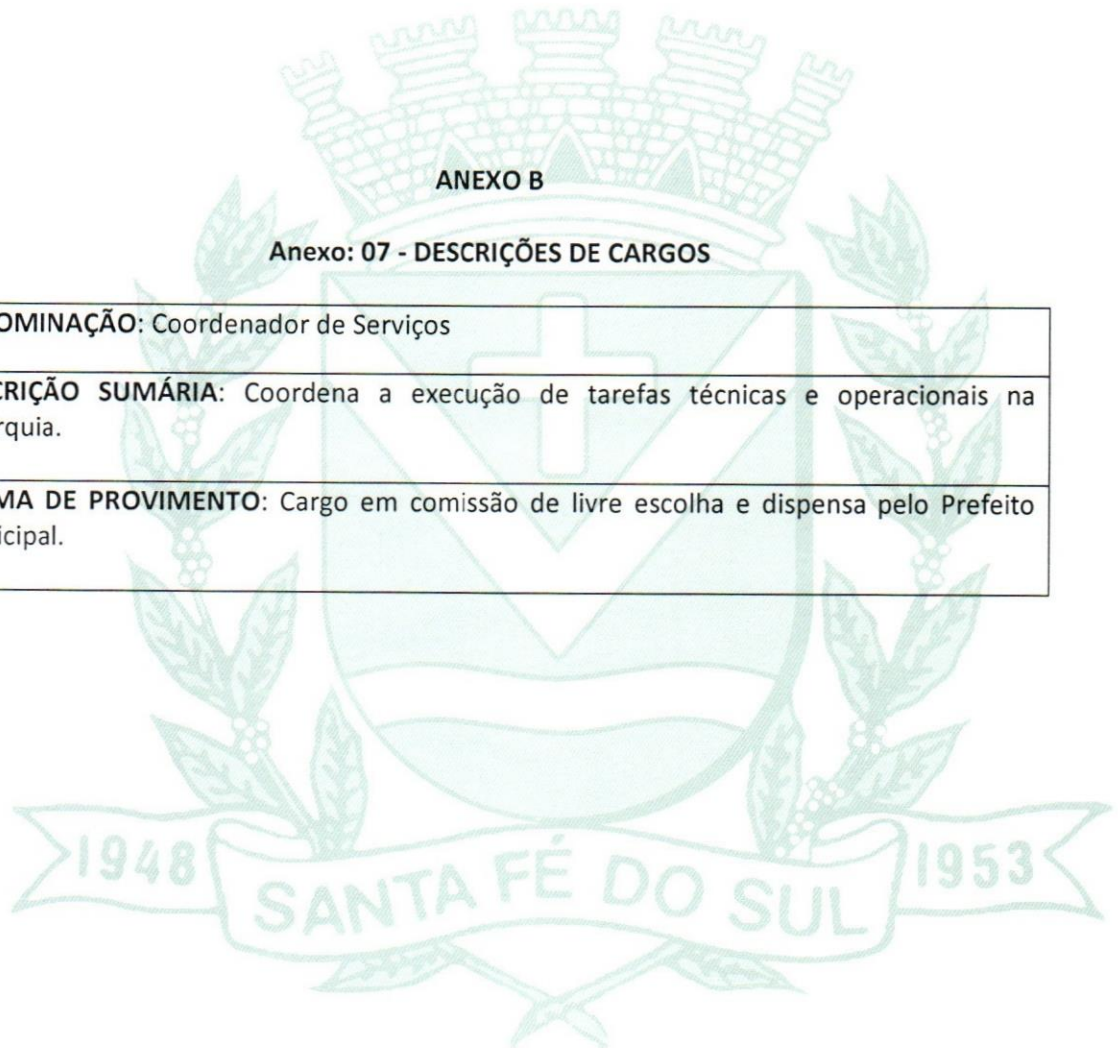 ANEXO B
Anexo: 07 - DESCRIÇÕES DE CARGOS
OMINAÇÃO: Coordenador de Serviços
CRIÇÃO SUMÁRIA: Coordena a execução de tarefas técnicas e operacionais na
rquia.
MA DE PROVIMENTO: Cargo em comissão de livre escolha e dispensa pelo Prefeito
icipal.
1948 SANTA FÉ DO SUL 1953